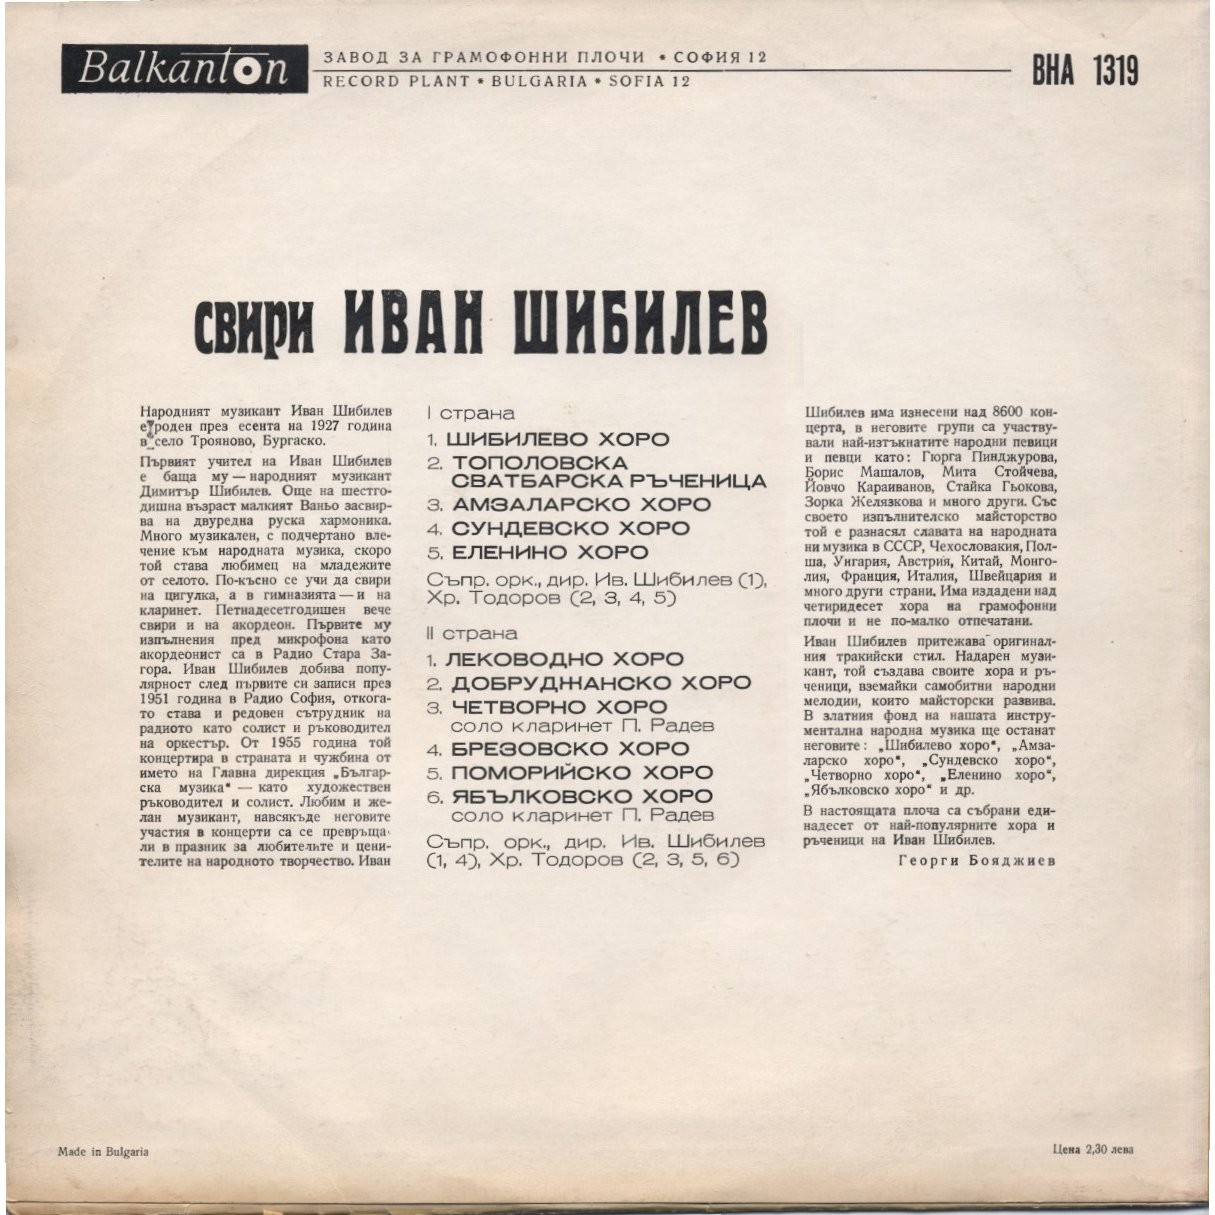 Balkanton
ЗАВОД ЗА ГРАМОФОННИ ПЛОЧИ * СОФИЯ 12
RECORD PLANT * BULGARIA * SOFIA 12
ВНА 1319
свири ИВАН ШИБИЛЕВ
Народният музикант Иван Шибилев
е роден през есента на 1927 година
в село Трояново, Бургаско.
Първият учител на Иван Шибилев
е баща му — народният музикант
Димитър Шибилев. Още на шестго-
дишна възраст малкият Ваньо засвир-
ва на двуредна руска хармоника.
Много музикален, с подчертано вле-
чение към народната музика, скоро
той става любимец на младежите
от селото. По-късно се учи да свири
на цигулка, а в гимназията — и на
кларинет. Петнадесетгодишен вече
свири и на акордеон. Първите му
изпълнения пред микрофона като
акордеонист са в Радио Стара За-
гора. Иван Шибилев добива попу-
лярност след първите си записи през
1951 година в Радио София, откога-
то става и редовен сътрудник на
радиото като солист и ръководител
на оркестър. От 1955 година той
концертира в страната и чужбина от
името на Главна дирекция „Българ-
ска музика“ — като художествен
ръководител и солист. Любим и же-
лан музикант, навсякъде неговите
участия в концерти са се превръща-
ли в празник за любителите и цени-
телите на народното творчество. Иван
I страна
1. ШИБИЛЕВО ХОРО
2. ТОПОЛОВСКА
СВАТБАРСКА РЪЧЕНИЦА
3. АМЗАЛАРСКО ХОРО
4. СУНДЕВСКО ХОРО
5. ЕЛЕНИНО ХОРО
Съпр. орк., дир. Ив. Шибилев (1),
Хр. Тодоров (2, 3, 4, 5)
II страна
1. ЛЕКОВОДНО ХОРО
2. ДОБРУДЖАНСКО ХОРО
3. ЧЕТВОРНО ХОРО
соло кларинет П. Радев
4. БРЕЗОВСКО ХОРО
5. ПОМОРИЙСКО ХОРО
6. ЯБЪЛКОВСКО ХОРО
соло кларинет П. Радев
Съпр. орк., дир. Ив. Шибилев
(1, 4), Хр. Тодоров (2, 3, 5, 6)
Шибилев има изнесени над 8600 кон-
церта, в неговите групи са участву-
вали най-изтъкнатите народни певици
и певци като: Гюрга Пинджурова,
Борис Машалов, Мита Стойчева,
Йовчо Караиванов, Стайка Гьокова,
Зорка Желязкова и много други. Със
своето изпълнителско майсторство
той е разнасял славата на народната
ни музика в СССР, Чехословакия, Пол-
ша, Унгария, Австрия, Китай, Монго-
лия, Франция, Италия, Швейцария и
много други страни. Има издадени над
четиридесет хора на грамофонни
плочи и не по-малко отпечатани.
Иван Шибилев притежава оригинал-
ния тракийски стил. Надарен музи-
кант, той създава своите хора и ръ-
ченици, вземайки самобитни народни
мелодии, които майсторски развива.
В златния фонд на нашата инстру-
ментална народна музика ще останат
неговите: „Шибилево хоро“, „Амза-
ларско хоро“, „Сундевско хоро“,
„Четворно хоро“, „Еленино хоро“,
„Ябълковско хоро“ и др.
В настоящата плоча са събрани еди-
надесет от най-популярните хора и
ръченици на Иван Шибилев.
Георги Бояджиев
Made in Bulgaria
Цена 2,30 лева